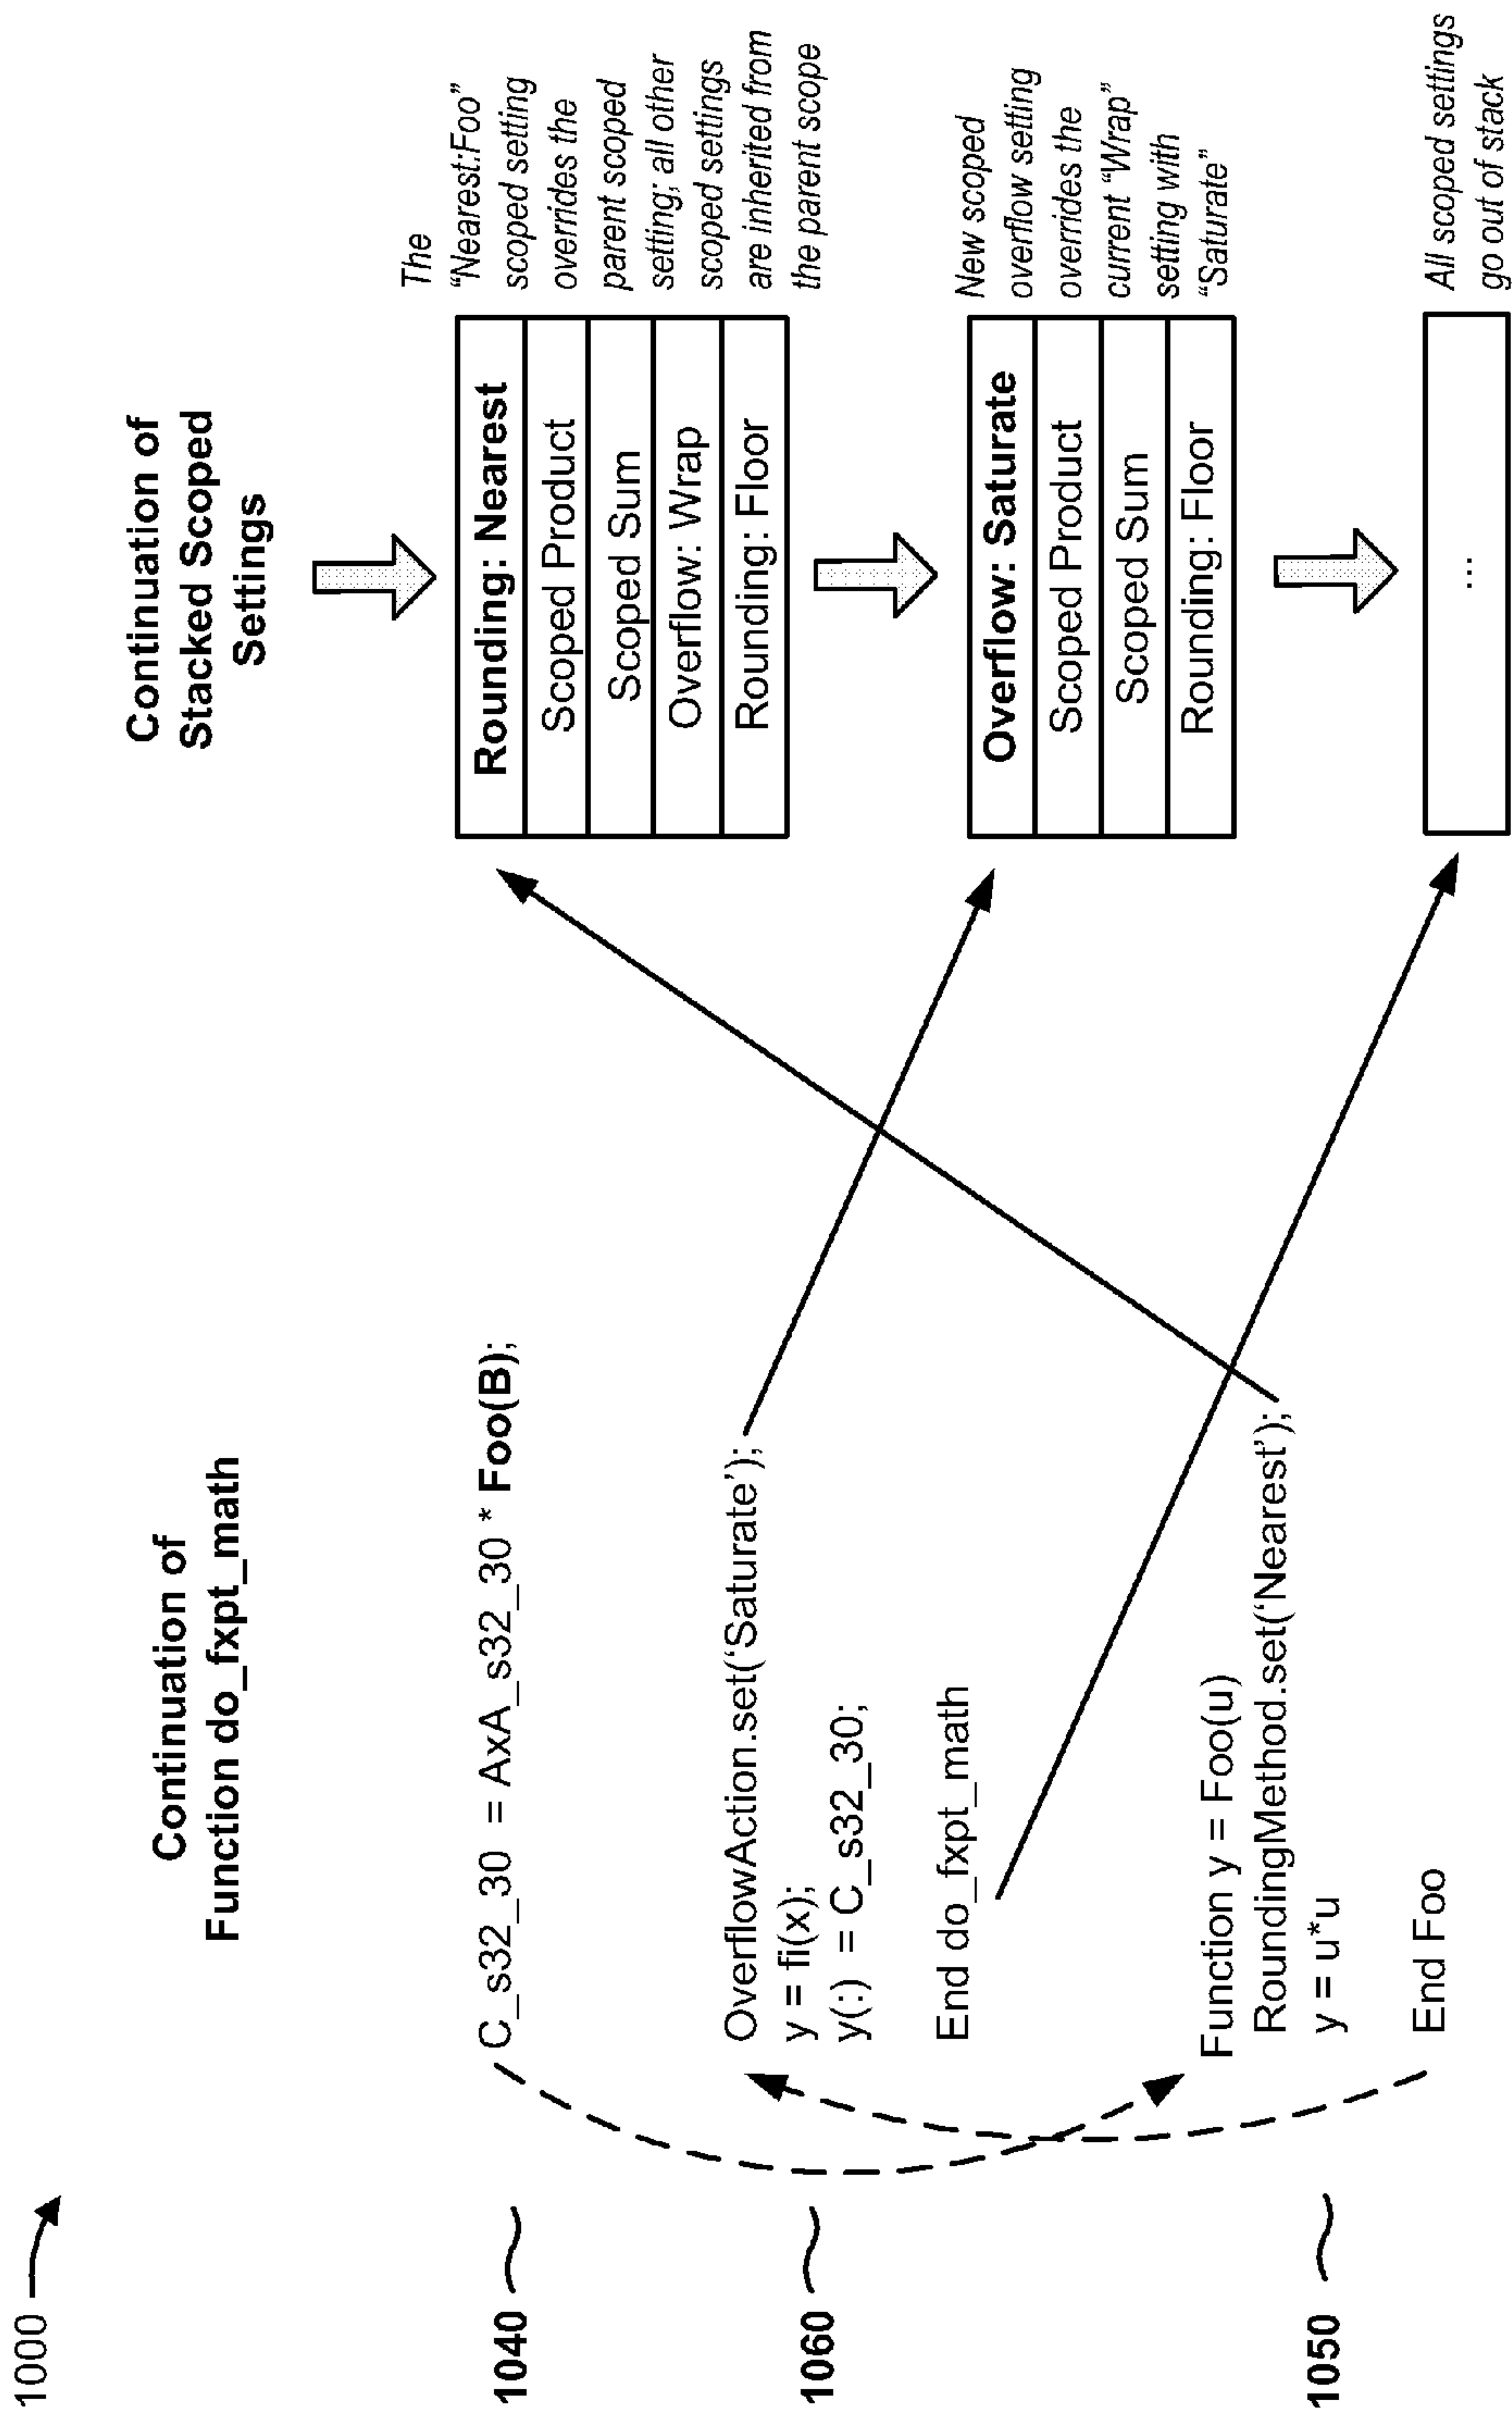 1000
Continuation of
Function do_fxpt_math
Continuation of
Stacked Scoped
Settings
1040
C_s32_30 = AxA_s32_30 * Foo(B);
Rounding: Nearest
Scoped Product
Scoped Sum
Overflow: Wrap
Rounding: Floor
The
“Nearest:Foo”
scoped setting
overrides the
parent scoped
setting; all other
scoped settings
are inherited from
the parent scope
1060
OverflowAction.set(‘Saturate’);
y = fi(x);
y(:) = C_s32_30;
End do_fxpt_math
Overflow: Saturate
Scoped Product
Scoped Sum
Rounding: Floor
New scoped
overflow setting
overrides the
current “Wrap”
setting with
“Saturate”
1050
Function y = Foo(u)
RoundingMethod.set(‘Nearest’);
y = u*u
End Foo
...
All scoped settings
go out of stack